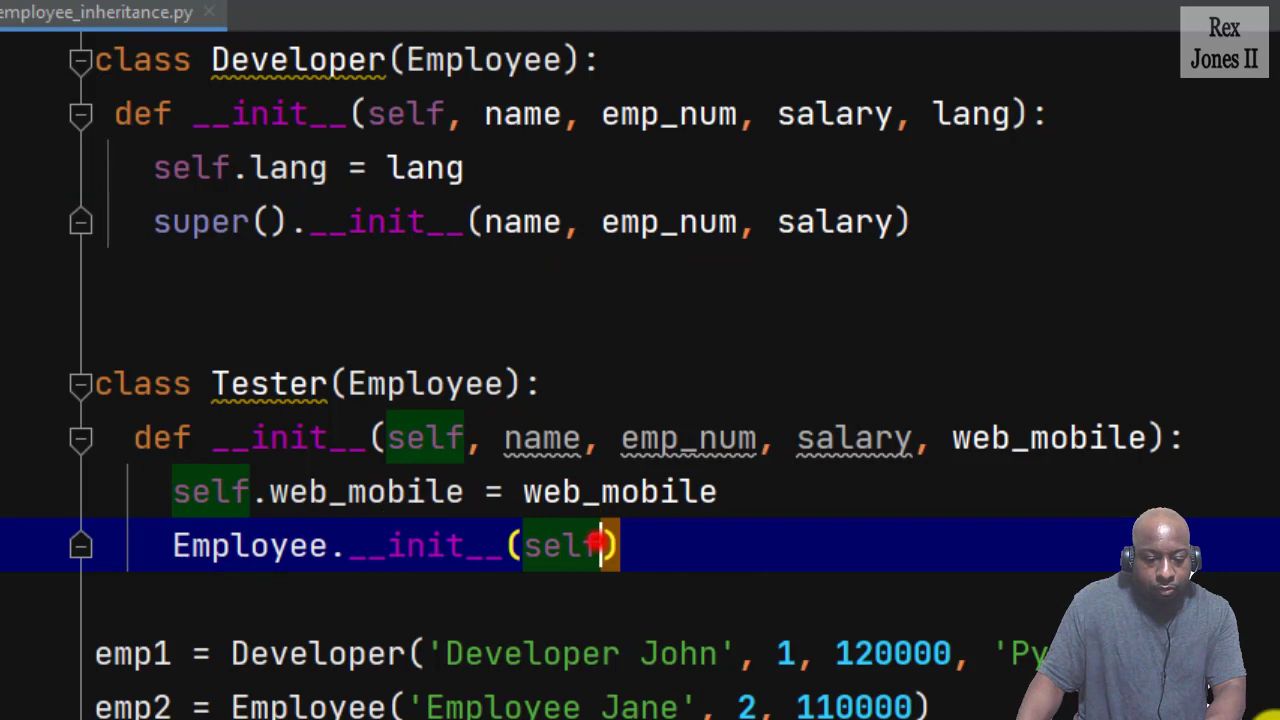 employee_inheritance.py
Rex
Jones II
class Developer(Employee):
def __init__(self, name, emp_num, salary, lang):
self.lang = lang
super().__init__(name, emp_num, salary)
class Tester(Employee):
def __init__(self, name, emp_num, salary, web_mobile):
self.web_mobile = web_mobile
Employee.__init__(self)
emp1 = Developer('Developer John', 1, 120000, 'Py
emp2 = Employee('Employee Jane', 2, 110000)